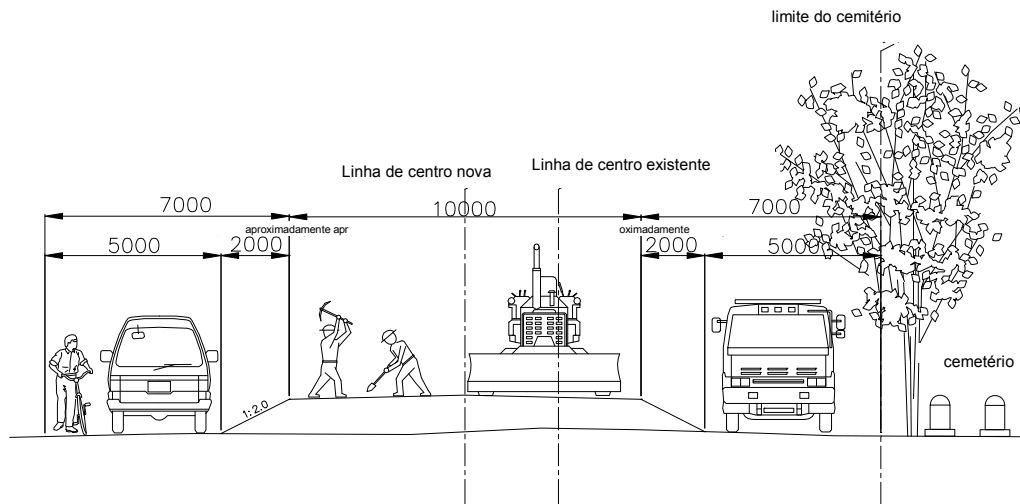 limite do cemitério
Linha de centro nova
Linha de centro existente
7000
10000
7000
aproximadamente apr
oximadamente
5000
2000
2000
5000
cemetério
1:2.0